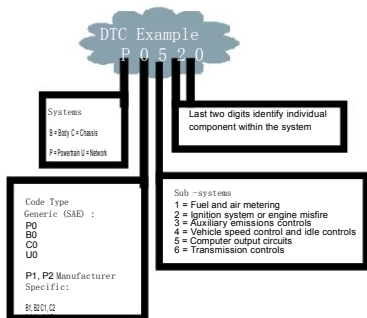 DTC Example
P 0 5 2 0
Systems
B = Body C = Chassis
P = Powertrain U = Network
Last two digits identify individual
component within the system
Code Type
Generic (SAE) :
P0
B0
C0
U0
P1, P2 Manufacturer
Specific:
B1, B2 C1, C2
Sub -systems
1 = Fuel and air metering
2 = Ignition system or engine misfire
3 = Auxiliary emissions controls
4 = Vehicle speed control and idle controls
5 = Computer output circuits
6 = Transmission controls